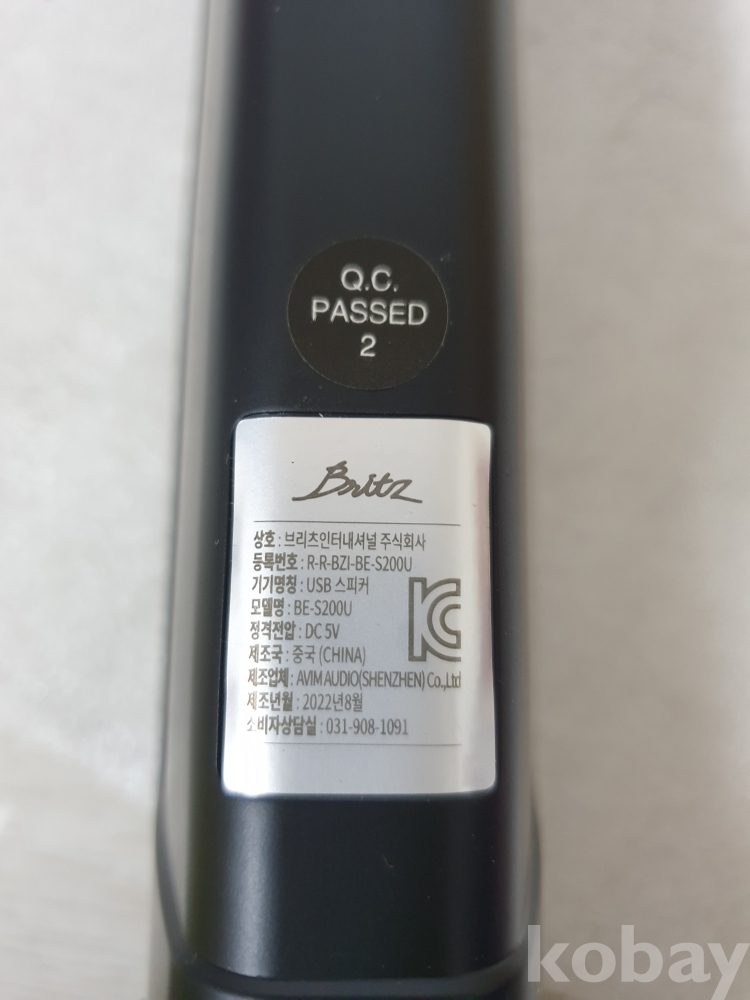 Q.C.
PASSED
2
Britz
상호 : 브리츠인터내셔널 주식회사
등록번호 : R-R-BZI-BE-S200U
기기명칭 : USB 스피커
모델명 : BE-S200U
정격전압 : DC 5V
제조국 : 중국 (CHINA)
제조업체 : AVIM AUDIO(SHENZHEN) Co.,Ltd
제조년월 : 2022년8월
소비자상담실 : 031-908-1091
kobay